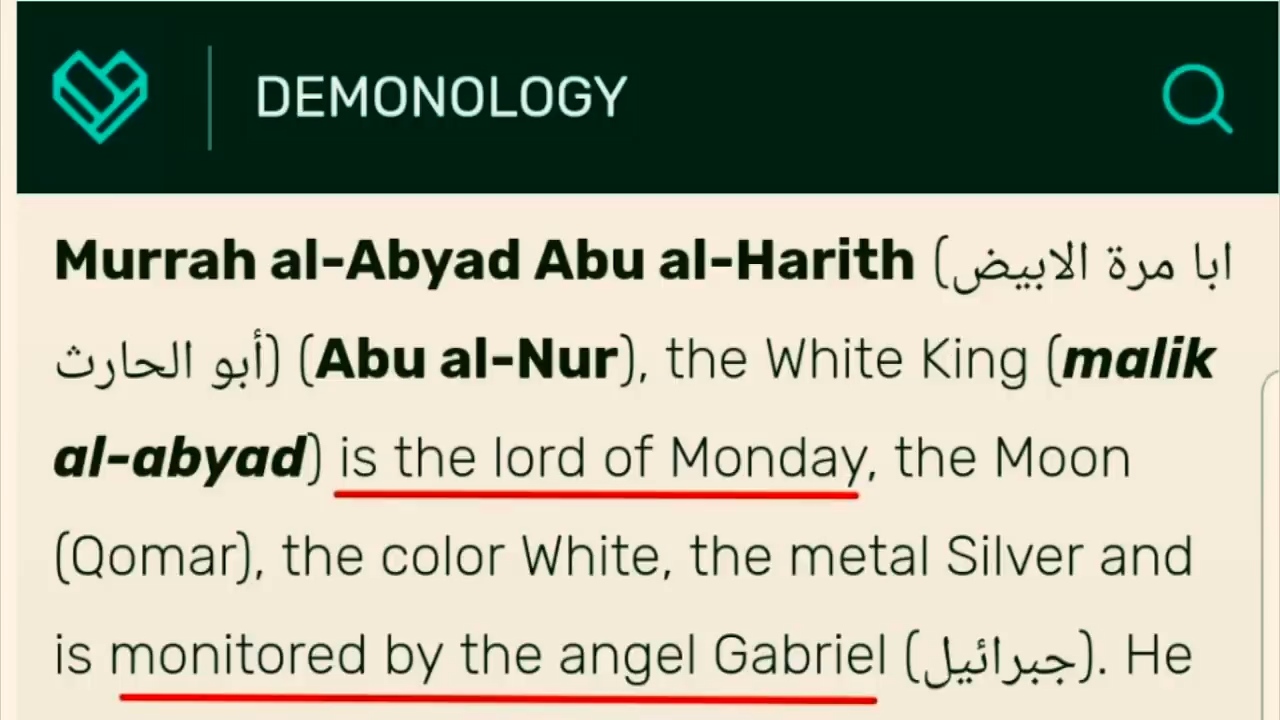 DEMONOLOGY
Murrah al-Abyad Abu al-Harith (ابا مرة الابيض
أبو الحارث) (Abu al-Nur), the White King (malik
al-abyad) is the lord of Monday, the Moon
(Qomar), the color White, the metal Silver and
is monitored by the angel Gabriel (جبرائيل). He